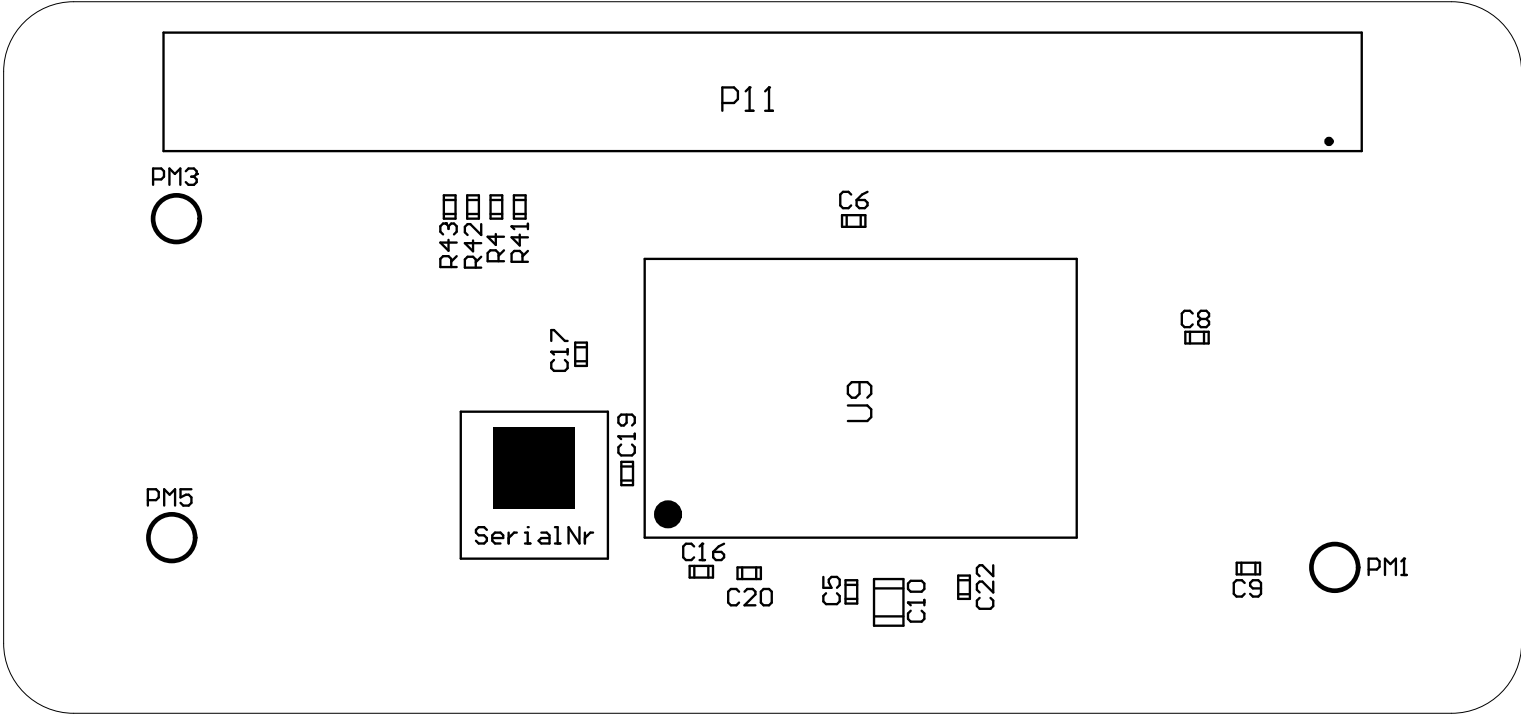 P11
PM3
C6
R43
R42
R4
R41
C8
C17
U9
C19
PM5
SerialNr
C16
PM1
C20
C5
C10
C22
C9